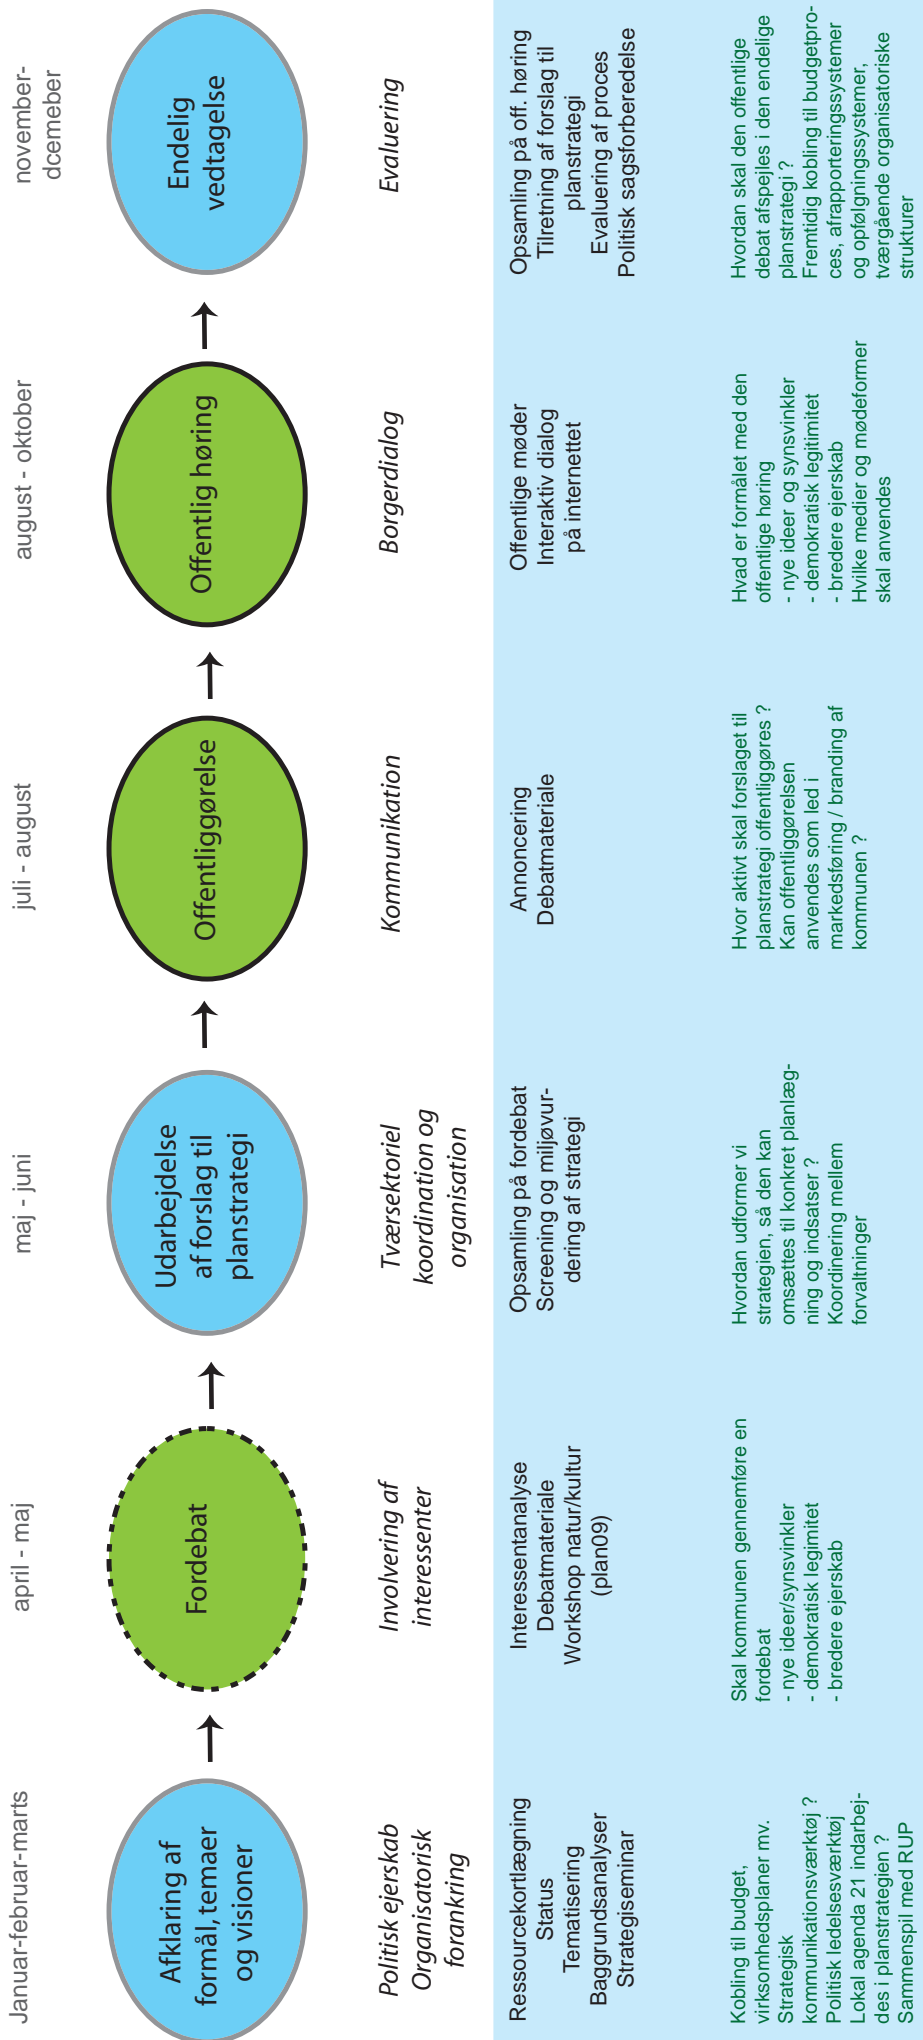 Januar-februar-marts
april - maj
maj - juni
juli - august
august - oktober
november-
dcemeber
Afklaring af
formål, temaer
og visioner
Fordebat
Udarbejdelse
af forslag til
planstrategi
Offentliggørelse
Offentlig høring
Endelig
vedtagelse
Politisk ejerskab
Organisatorisk
forankring
Involvering af
interessenter
Tværsektoriel
koordination og
organisation
Kommunikation
Borgerdialog
Evaluering
Ressourcekortlægning
Status
Tematisering
Baggrundsanalyser
Strategiseminar
Interessentanalyse
Debatmateriale
Workshop natur/kultur
(plan09)
Opsamling på fordebat
Screening og miljøvur-
dering af strategi
Annoncering
Debatmateriale
Offentlige møder
Interaktiv dialog
på internettet
Opsamling på off. høring
Tilretning af forslag til
planstrategi
Evaluering af proces
Politisk sagsforberedelse
Kobling til budget,
virksomhedsplaner mv.
Strategisk
kommunikationsværktøj ?
Politisk ledelsesværktøj
Lokal agenda 21 indarbej-
des i planstrategien ?
Sammenspil med RUP
Skal kommunen gennemføre en
fordebat
- nye ideer/synsvinkler
- demokratisk legimitet
- bredere ejerskab
Hvordan udformer vi
strategien, så den kan
omsættes til konkret planlæg-
ning og indsatser ?
Koordinering mellem
forvaltninger
Hvor aktivt skal forslaget til
planstrategi offentliggøres ?
Kan offentliggørelsen
anvendes som led i
markedsføring / branding af
kommunen ?
Hvad er formålet med den
offentlige høring
- nye ideer og synsvinkler
- demokratisk legitimitet
- bredere ejerskab
Hvilke medier og mødeformer
skal anvendes
Hvordan skal den offentlige
debat afspejles i den endelige
planstrategi ?
Fremtidig kobling til budgetpro-
ces, afrapporteringssystemer
og opfølgningssystemer,
tværgående organisatoriske
strukturer